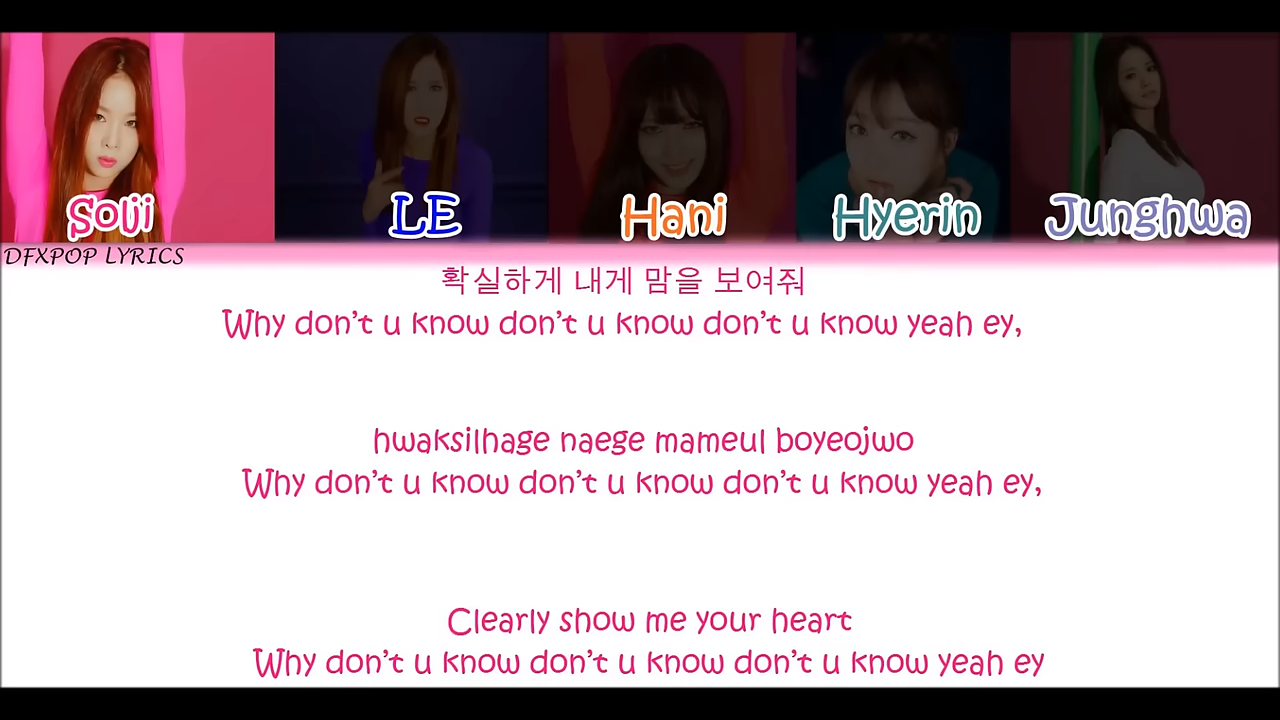 Solji LE Hani Hyerin Junghwa
DFXPOP LYRICS
확실하게 내게 맘을 보여줘
Why don’t u know don’t u know don’t u know yeah ey,
hwaksilhage naege mameul boyeojwo
Why don’t u know don’t u know don’t u know yeah ey,
Clearly show me your heart
Why don’t u know don’t u know don’t u know yeah ey